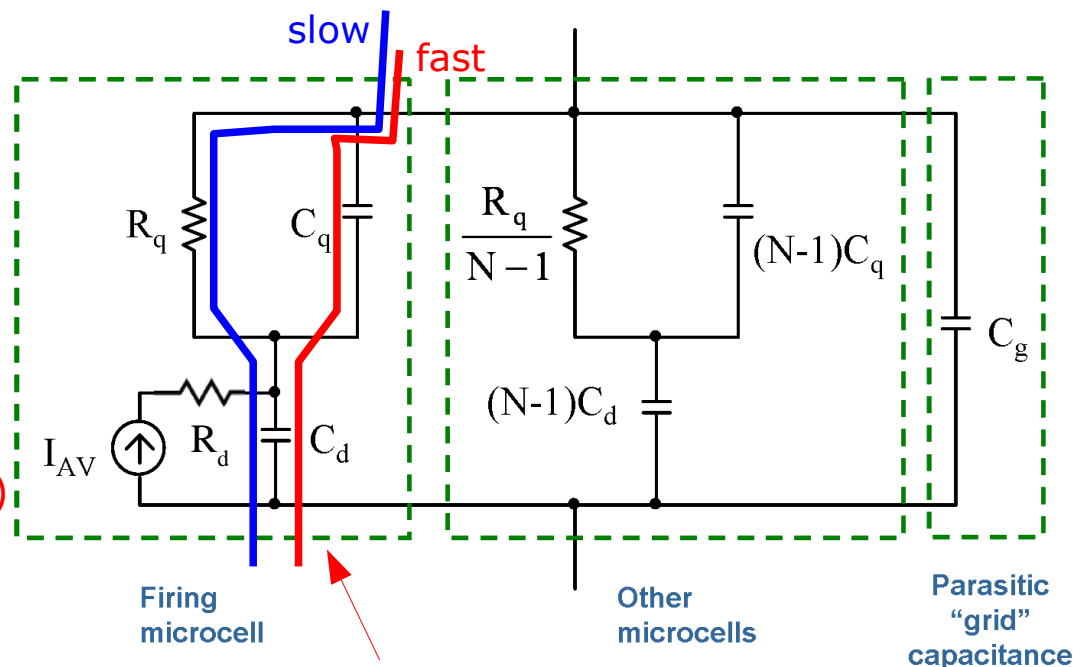 slow
fast
R_q
C_q
R_q
N − 1
(N-1)C_q
C_g
(N-1)C_d
R_d
C_d
I_AV
)
Firing
microcell
Other
microcells
Parasitic
“grid”
capacitance